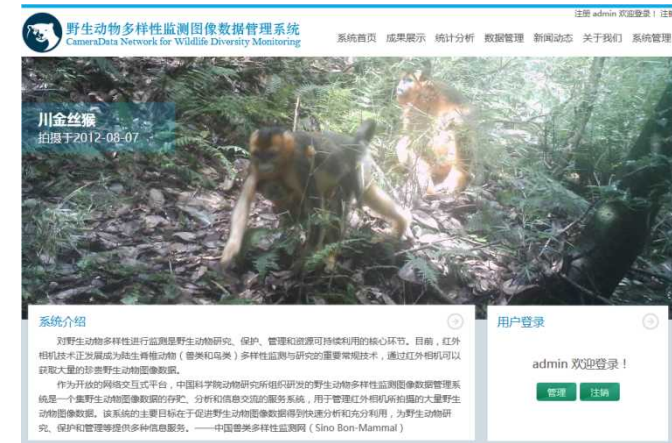 注册 admin 欢迎登录！
野生动物多样性监测图像数据管理系统
CameraData Network for Wildlife Diversity Monitoring
系统首页 成果展示 统计分析 数据管理 新闻动态 关于我们 系统管理
川金丝猴
拍摄于2012-08-07
系统介绍
对野生动物多样性进行监测是野生动物研究、保护、管理和资源可持续利用的核心环节。目前，红外
相机技术正发展成为陆生脊椎动物（兽类和鸟类）多样性监测与研究的重要常规技术，通过红外相机可以
获取大量的珍贵野生动物图像数据。
作为开放的网络交互式平台，中国科学院动物研究所组织研发的野生动物多样性监测图像数据管理系
统是一个集野生动物图像数据的存贮、分析和信息交流的服务系统，用于管理红外相机所拍摄的大量野生
动物图像数据。该系统的主要目标在于促进野生动物图像数据得到快速分析和充分利用，为野生动物研
究、保护和管理等提供多种信息服务。——中国兽类多样性监测网（Sino Bon-Mammal）
用户登录
admin 欢迎登录！
管理 注销